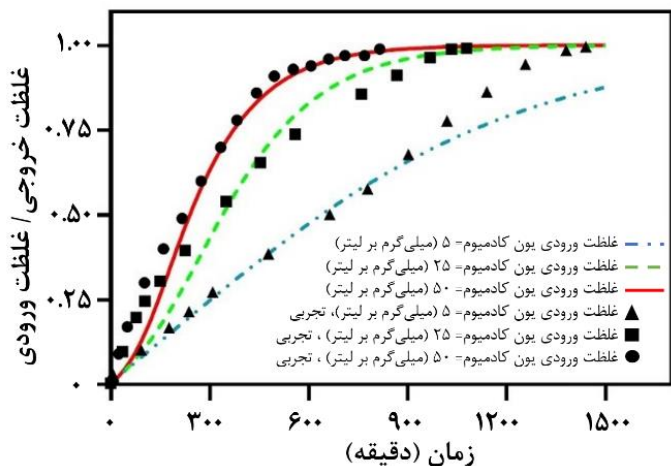 غلظت خروجی/ غلظت ورودی
۱.۰۰
۰.۷۵
۰.۵۰
۰.۲۵
۰
غلظت ورودی یون کادمیوم= ۵ (میلی‌گرم بر لیتر)
غلظت ورودی یون کادمیوم= ۲۵ (میلی‌گرم بر لیتر)
غلظت ورودی یون کادمیوم= ۵۰ (میلی‌گرم بر لیتر)
غلظت ورودی یون کادمیوم= ۵ (میلی‌گرم بر لیتر)، تجربی
غلظت ورودی یون کادمیوم= ۲۵ (میلی‌گرم بر لیتر) ، تجربی
غلظت ورودی یون کادمیوم= ۵۰ (میلی‌گرم بر لیتر) ، تجربی
۰ ۳۰۰ ۶۰۰ ۹۰۰ ۱۲۰۰ ۱۵۰۰
زمان (دقیقه)